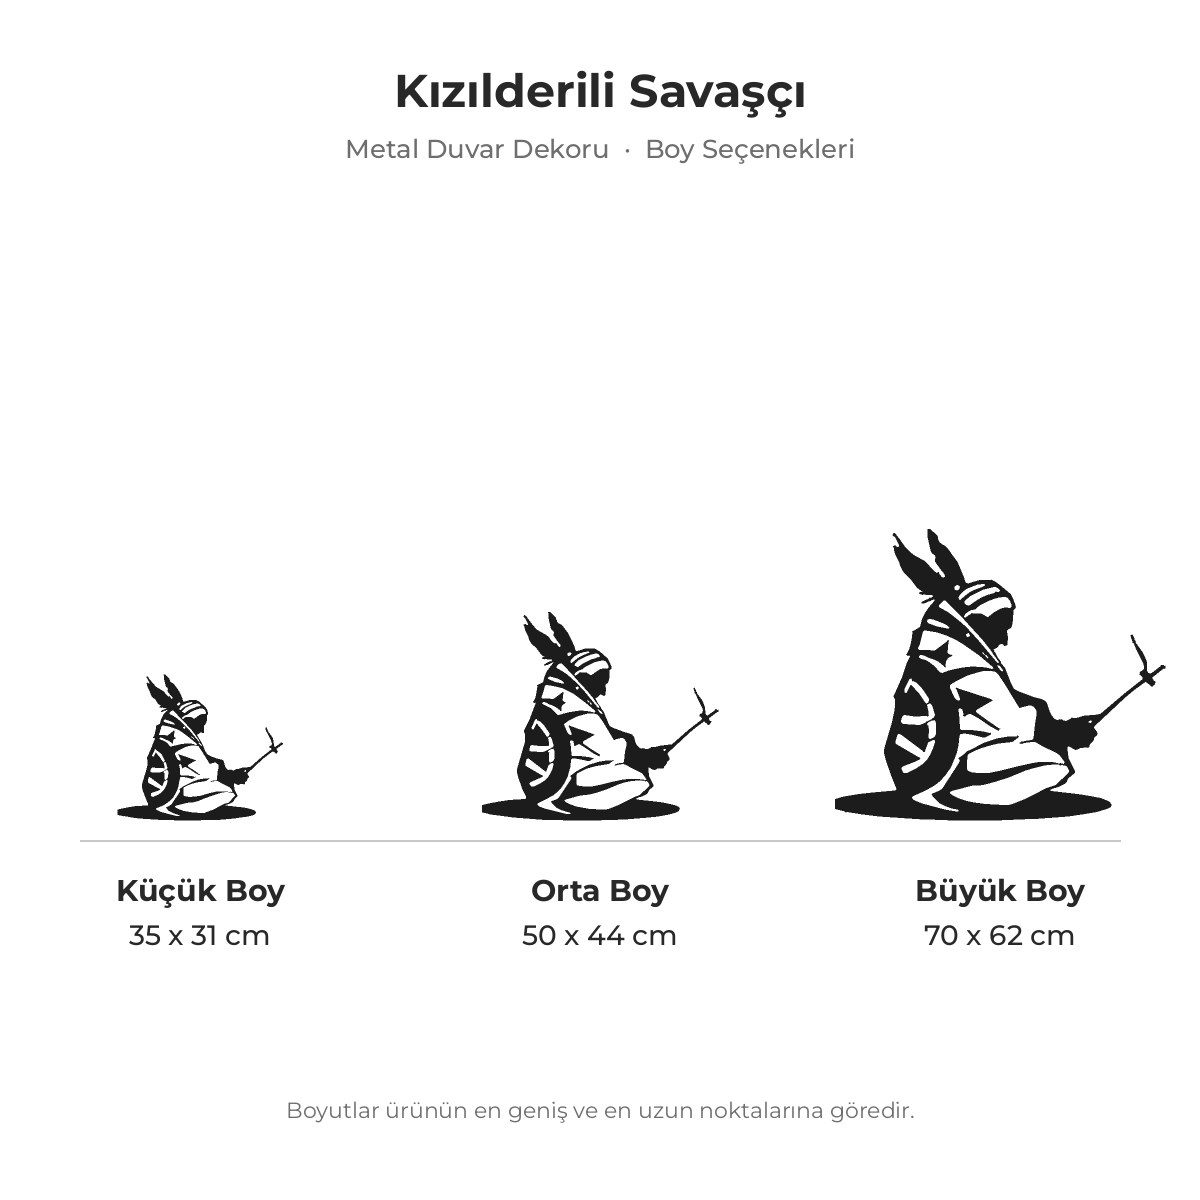 Kızılderili Savaşçı
Metal Duvar Dekoru · Boy Seçenekleri
Küçük Boy
35 x 31 cm
Orta Boy
50 x 44 cm
Büyük Boy
70 x 62 cm
Boyutlar ürünün en geniş ve en uzun noktalarına göredir.